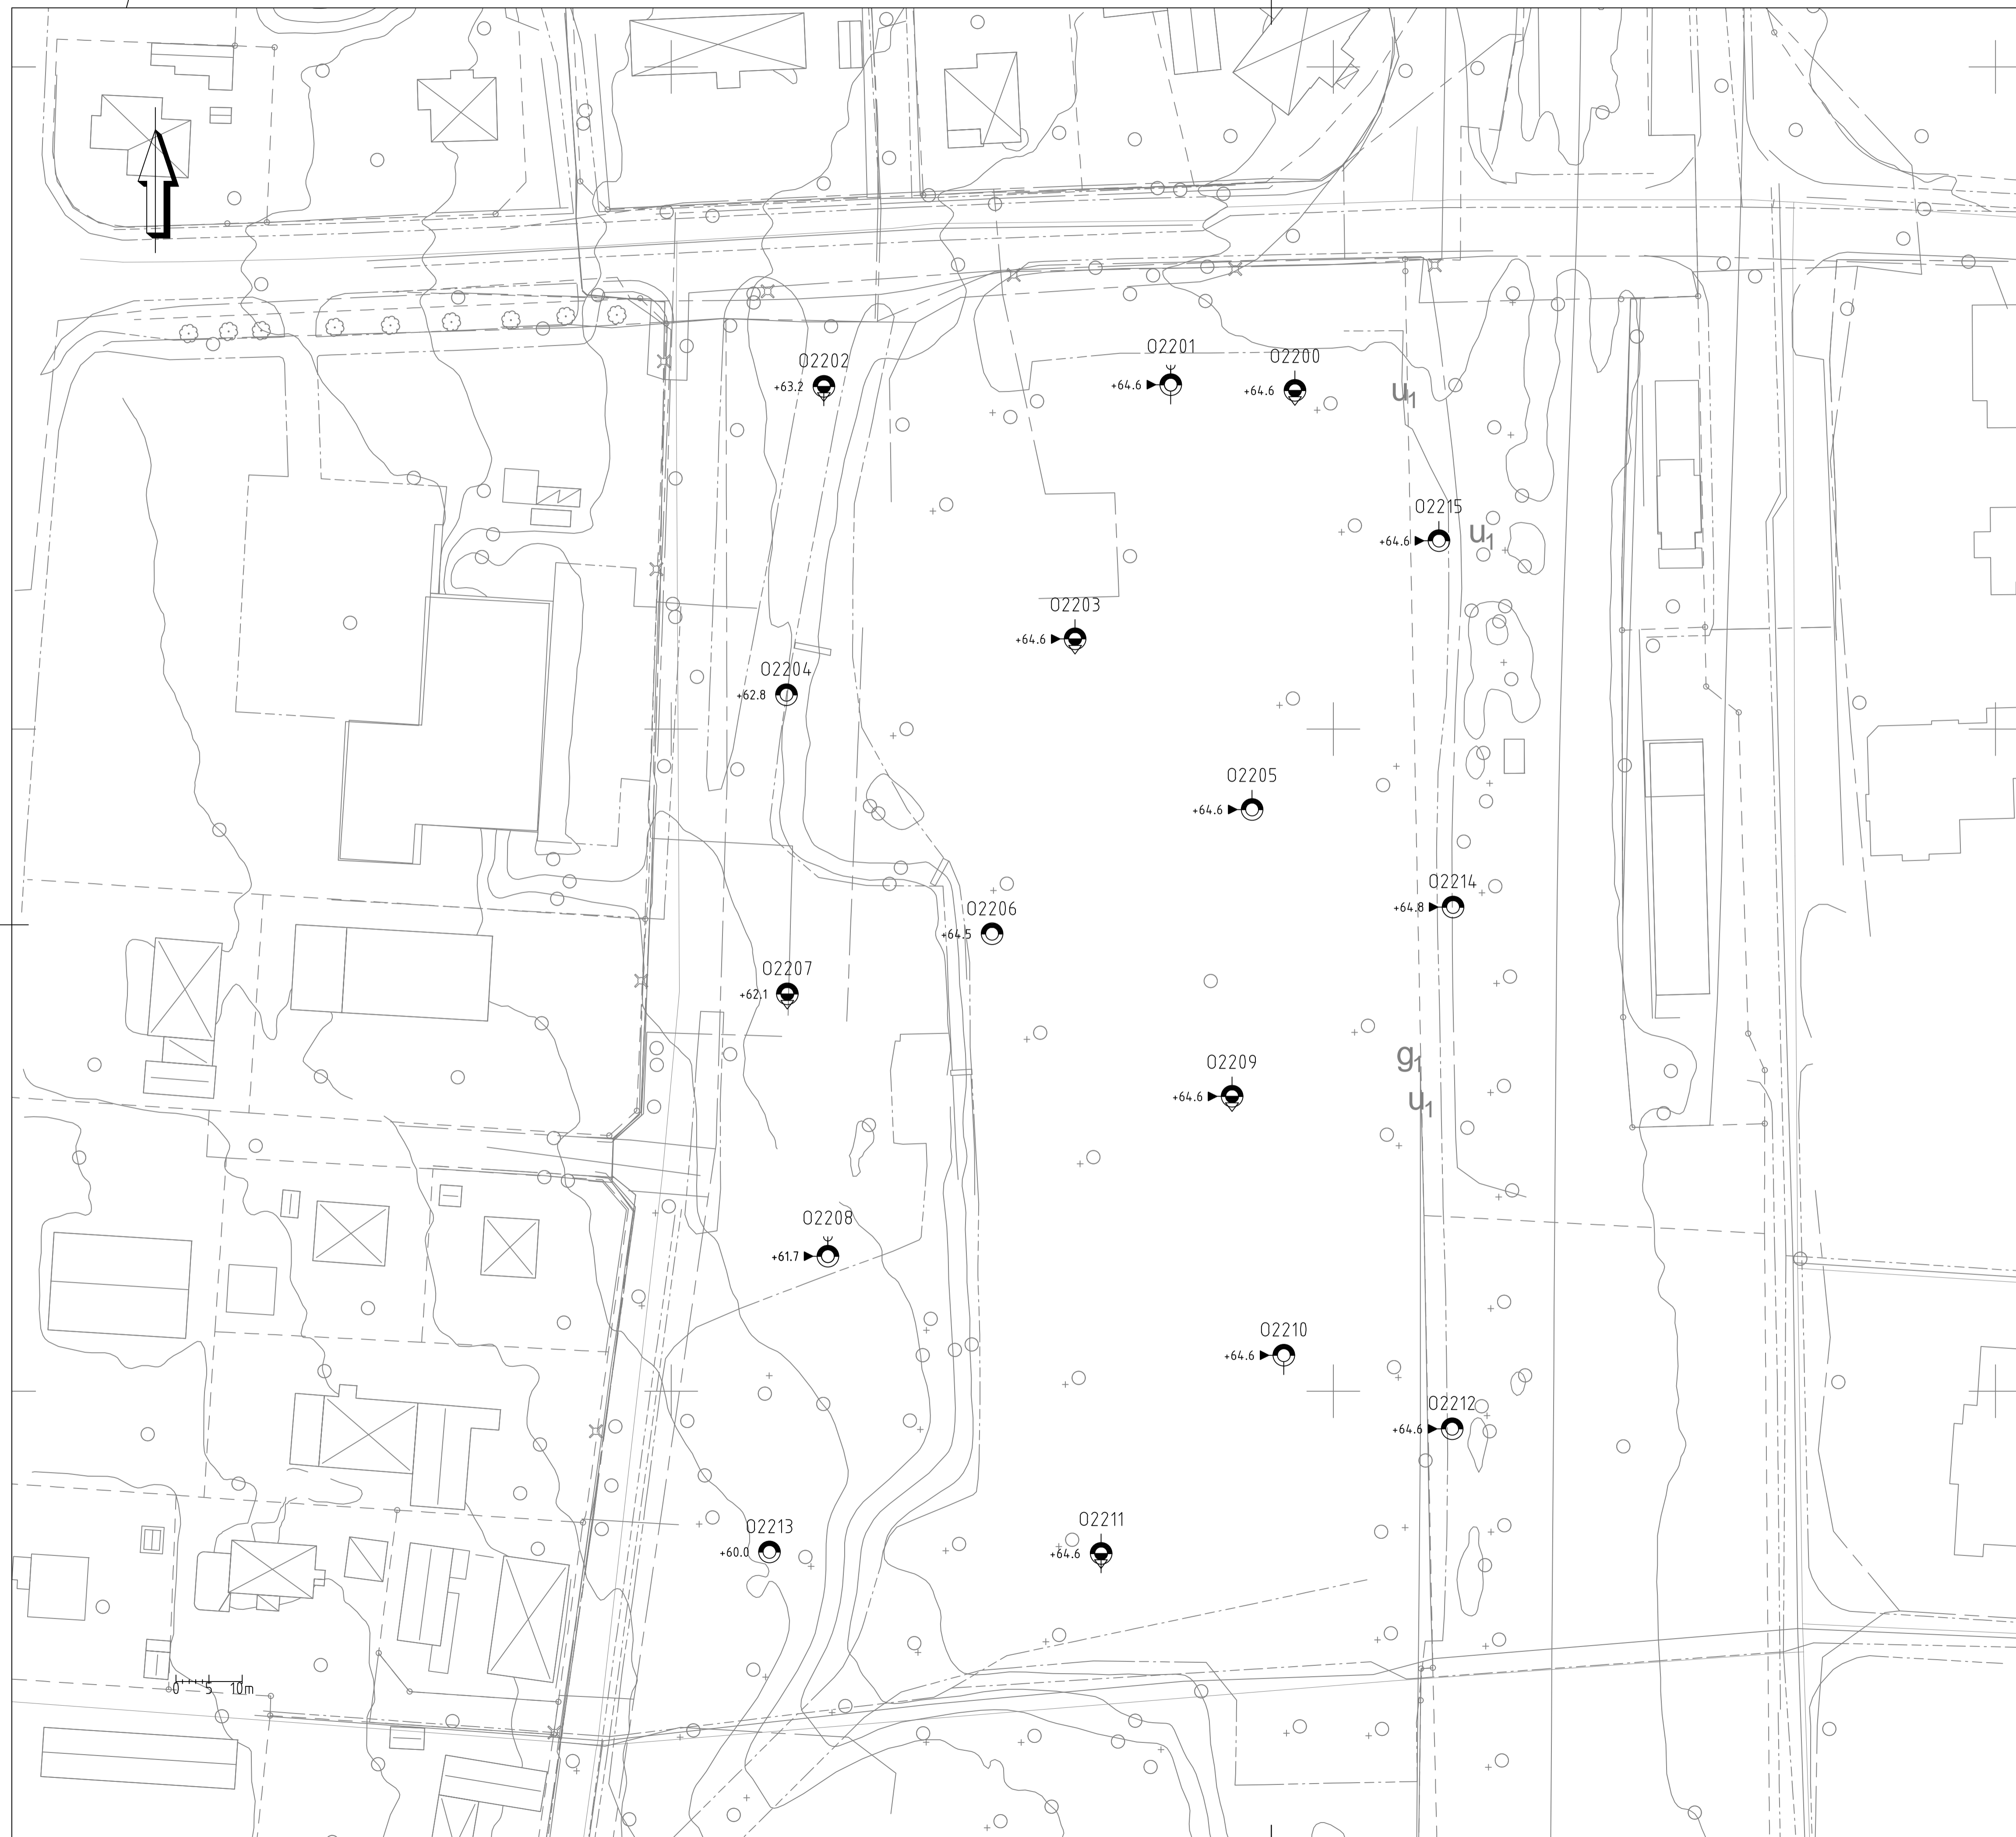 O2202
+63.2
O2201
+64.6
O2200
+64.6
u1
O2215
+64.6
u1
O2203
+64.6
O2204
+62.8
O2205
+64.6
O2214
+64.8
O2206
+64.5
O2207
+62.1
O2209
+64.6
g1
u1
O2208
+61.7
O2210
+64.6
O2212
+64.6
O2213
+60.0
O2211
+64.6
0 5 10m